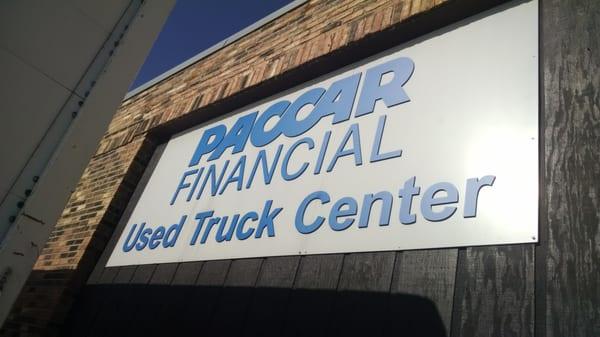 PACCAR
FINANCIAL
Used Truck Center